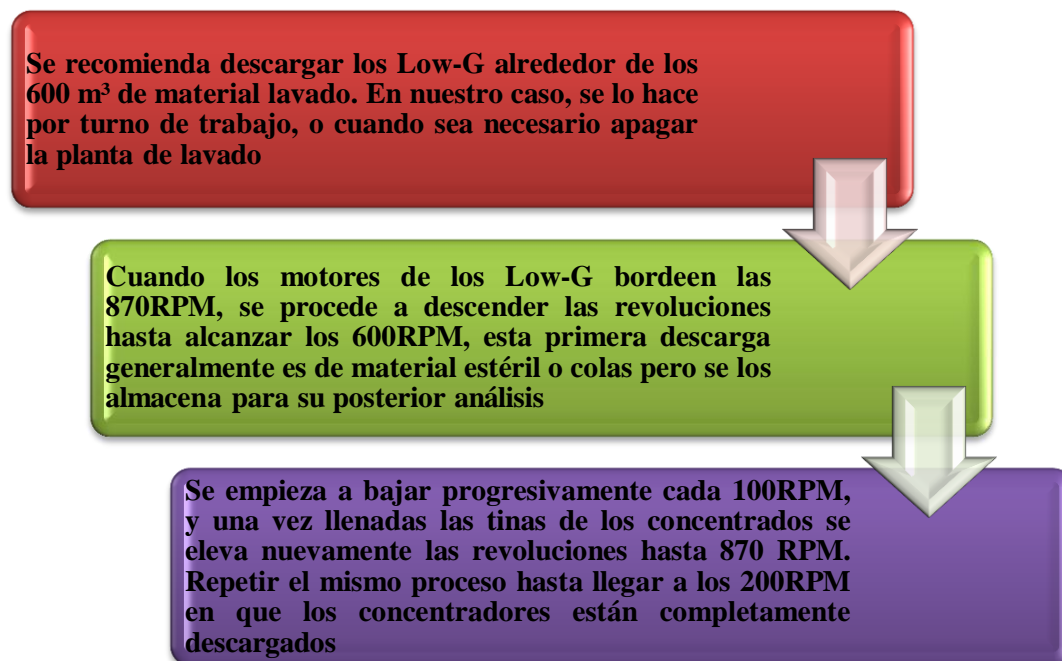 Se recomienda descargar los Low-G alrededor de los
600 m³ de material lavado. En nuestro caso, se lo hace
por turno de trabajo, o cuando sea necesario apagar
la planta de lavado
Cuando los motores de los Low-G bordeen las
870RPM, se procede a descender las revoluciones
hasta alcanzar los 600RPM, esta primera descarga
generalmente es de material estéril o colas pero se los
almacena para su posterior análisis
Se empieza a bajar progresivamente cada 100RPM,
y una vez llenadas las tinas de los concentrados se
eleva nuevamente las revoluciones hasta 870 RPM.
Repetir el mismo proceso hasta llegar a los 200RPM
en que los concentradores están completamente
descargados